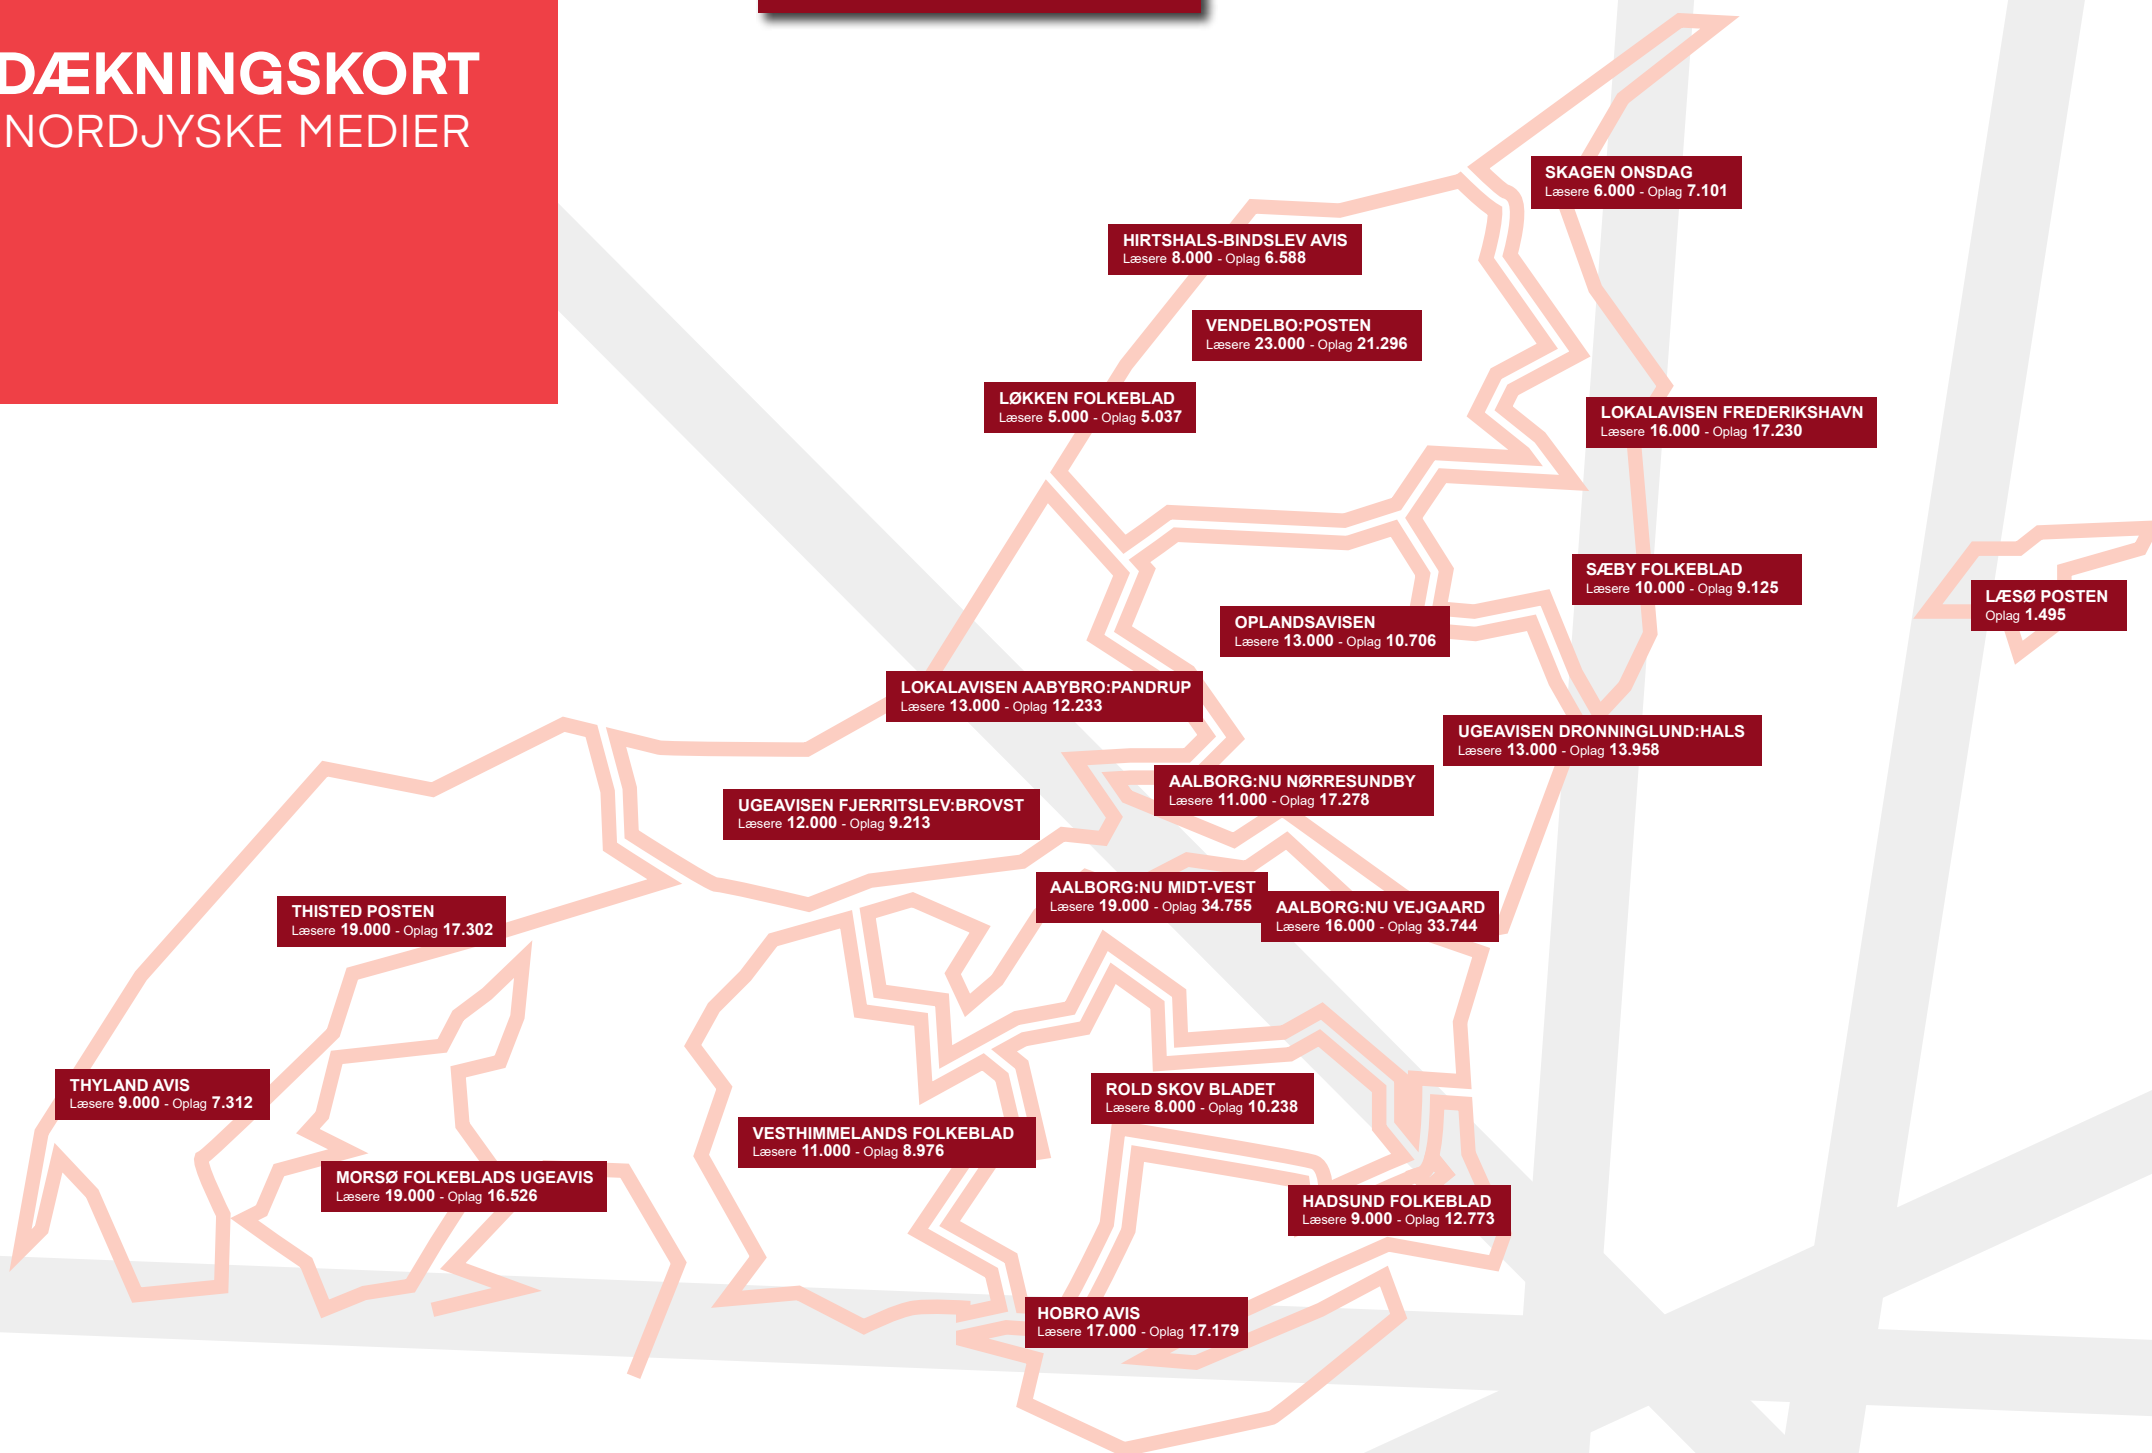 DÆKNINGSKORT
NORDJYSKE MEDIER
SKAGEN ONSDAG
Læsere 6.000 - Oplag 7.101
HIRTSHALS-BINDSLEV AVIS
Læsere 8.000 - Oplag 6.588
VENDELBO:POSTEN
Læsere 23.000 - Oplag 21.296
LØKKEN FOLKEBLAD
Læsere 5.000 - Oplag 5.037
LOKALAVISEN FREDERIKSHAVN
Læsere 16.000 - Oplag 17.230
SÆBY FOLKEBLAD
Læsere 10.000 - Oplag 9.125
LÆSØ POSTEN
Oplag 1.495
OPLANDSAVISEN
Læsere 13.000 - Oplag 10.706
LOKALAVISEN AABYBRO:PANDRUP
Læsere 13.000 - Oplag 12.233
UGEAVISEN DRONNINGLUND:HALS
Læsere 13.000 - Oplag 13.958
AALBORG:NU NØRRESUNDBY
Læsere 11.000 - Oplag 17.278
UGEAVISEN FJERRITSLEV:BROVST
Læsere 12.000 - Oplag 9.213
AALBORG:NU MIDT-VEST
Læsere 19.000 - Oplag 34.755
AALBORG:NU VEJGAARD
Læsere 16.000 - Oplag 33.744
THISTED POSTEN
Læsere 19.000 - Oplag 17.302
THYLAND AVIS
Læsere 9.000 - Oplag 7.312
ROLD SKOV BLADET
Læsere 8.000 - Oplag 10.238
VESTHIMMELANDS FOLKEBLAD
Læsere 11.000 - Oplag 8.976
MORSØ FOLKEBLADS UGEAVIS
Læsere 19.000 - Oplag 16.526
HADSUND FOLKEBLAD
Læsere 9.000 - Oplag 12.773
HOBRO AVIS
Læsere 17.000 - Oplag 17.179